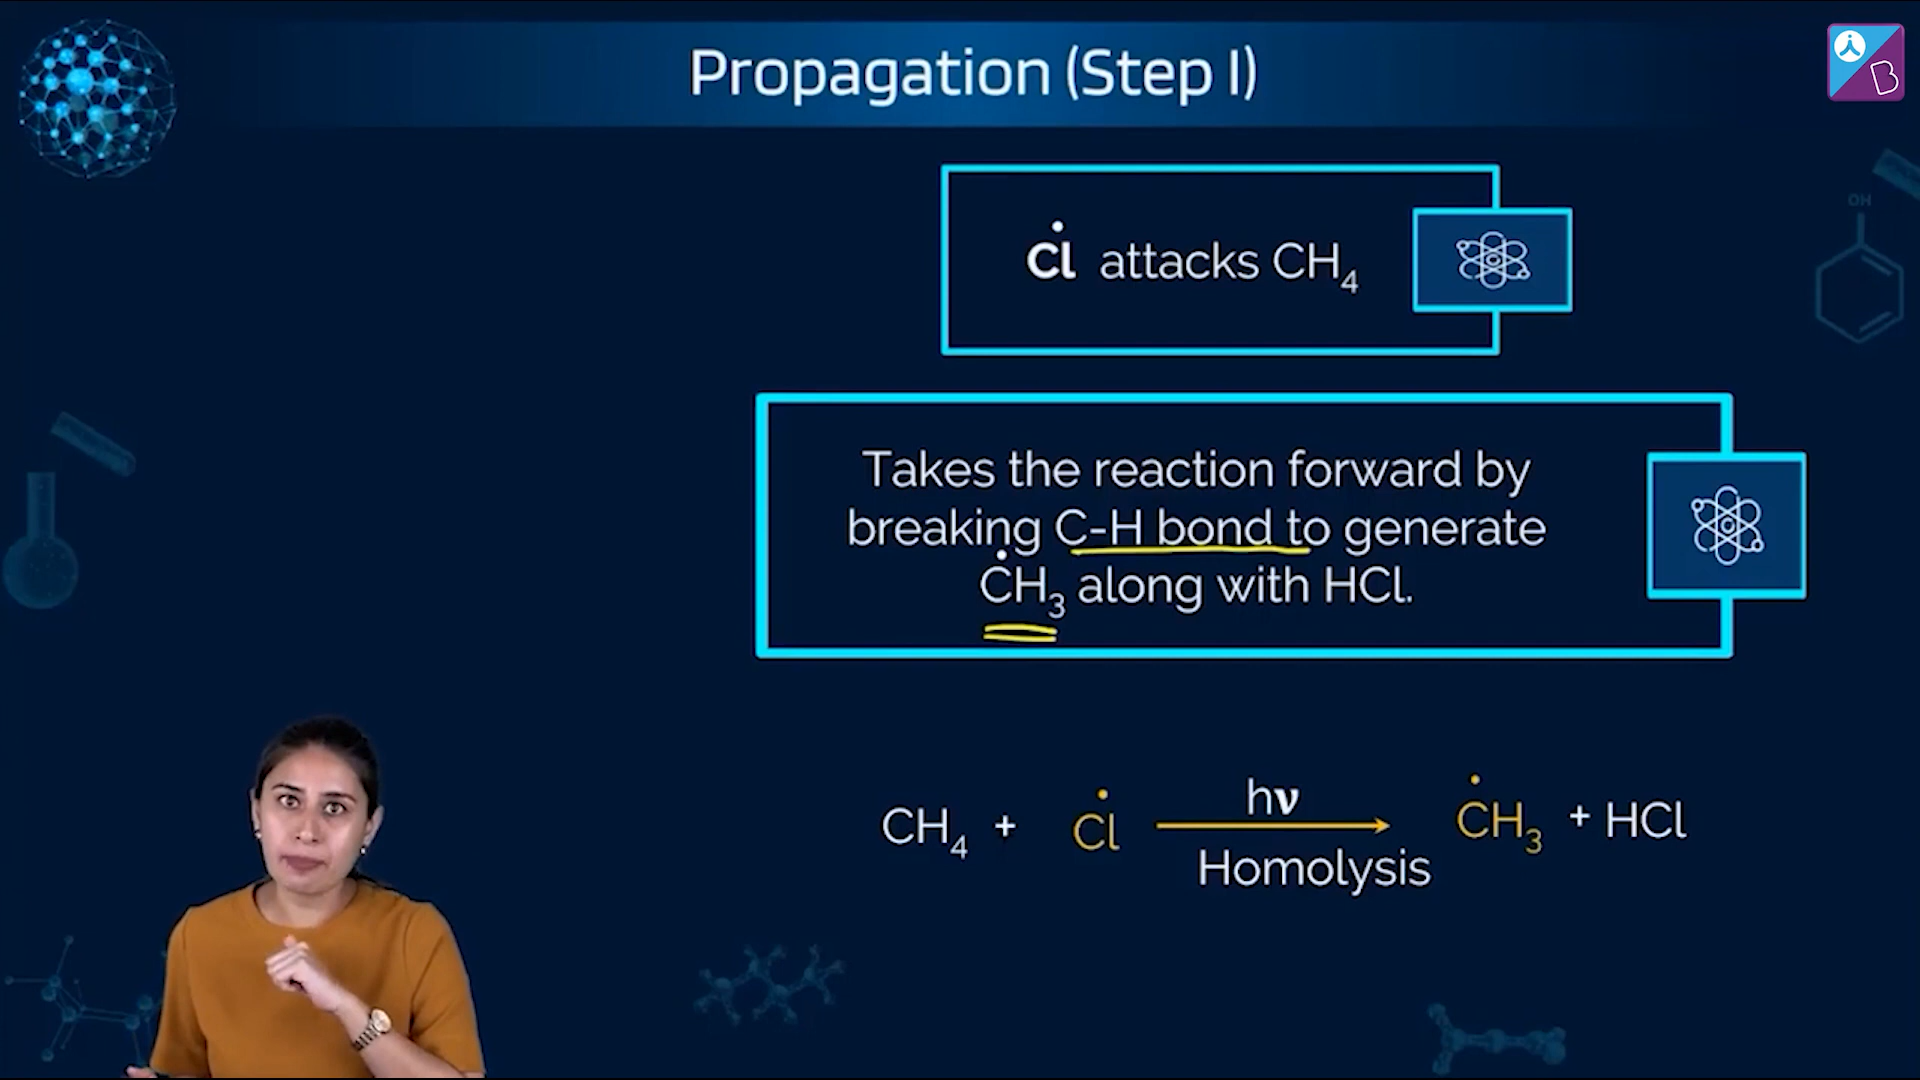 Propagation (Step I)
Ċl attacks CH₄
OH
Takes the reaction forward by
breaking C-H bond to generate
ĊH₃ along with HCl.
CH₄ + Ċl hν ĊH₃ + HCl
Homolysis
B